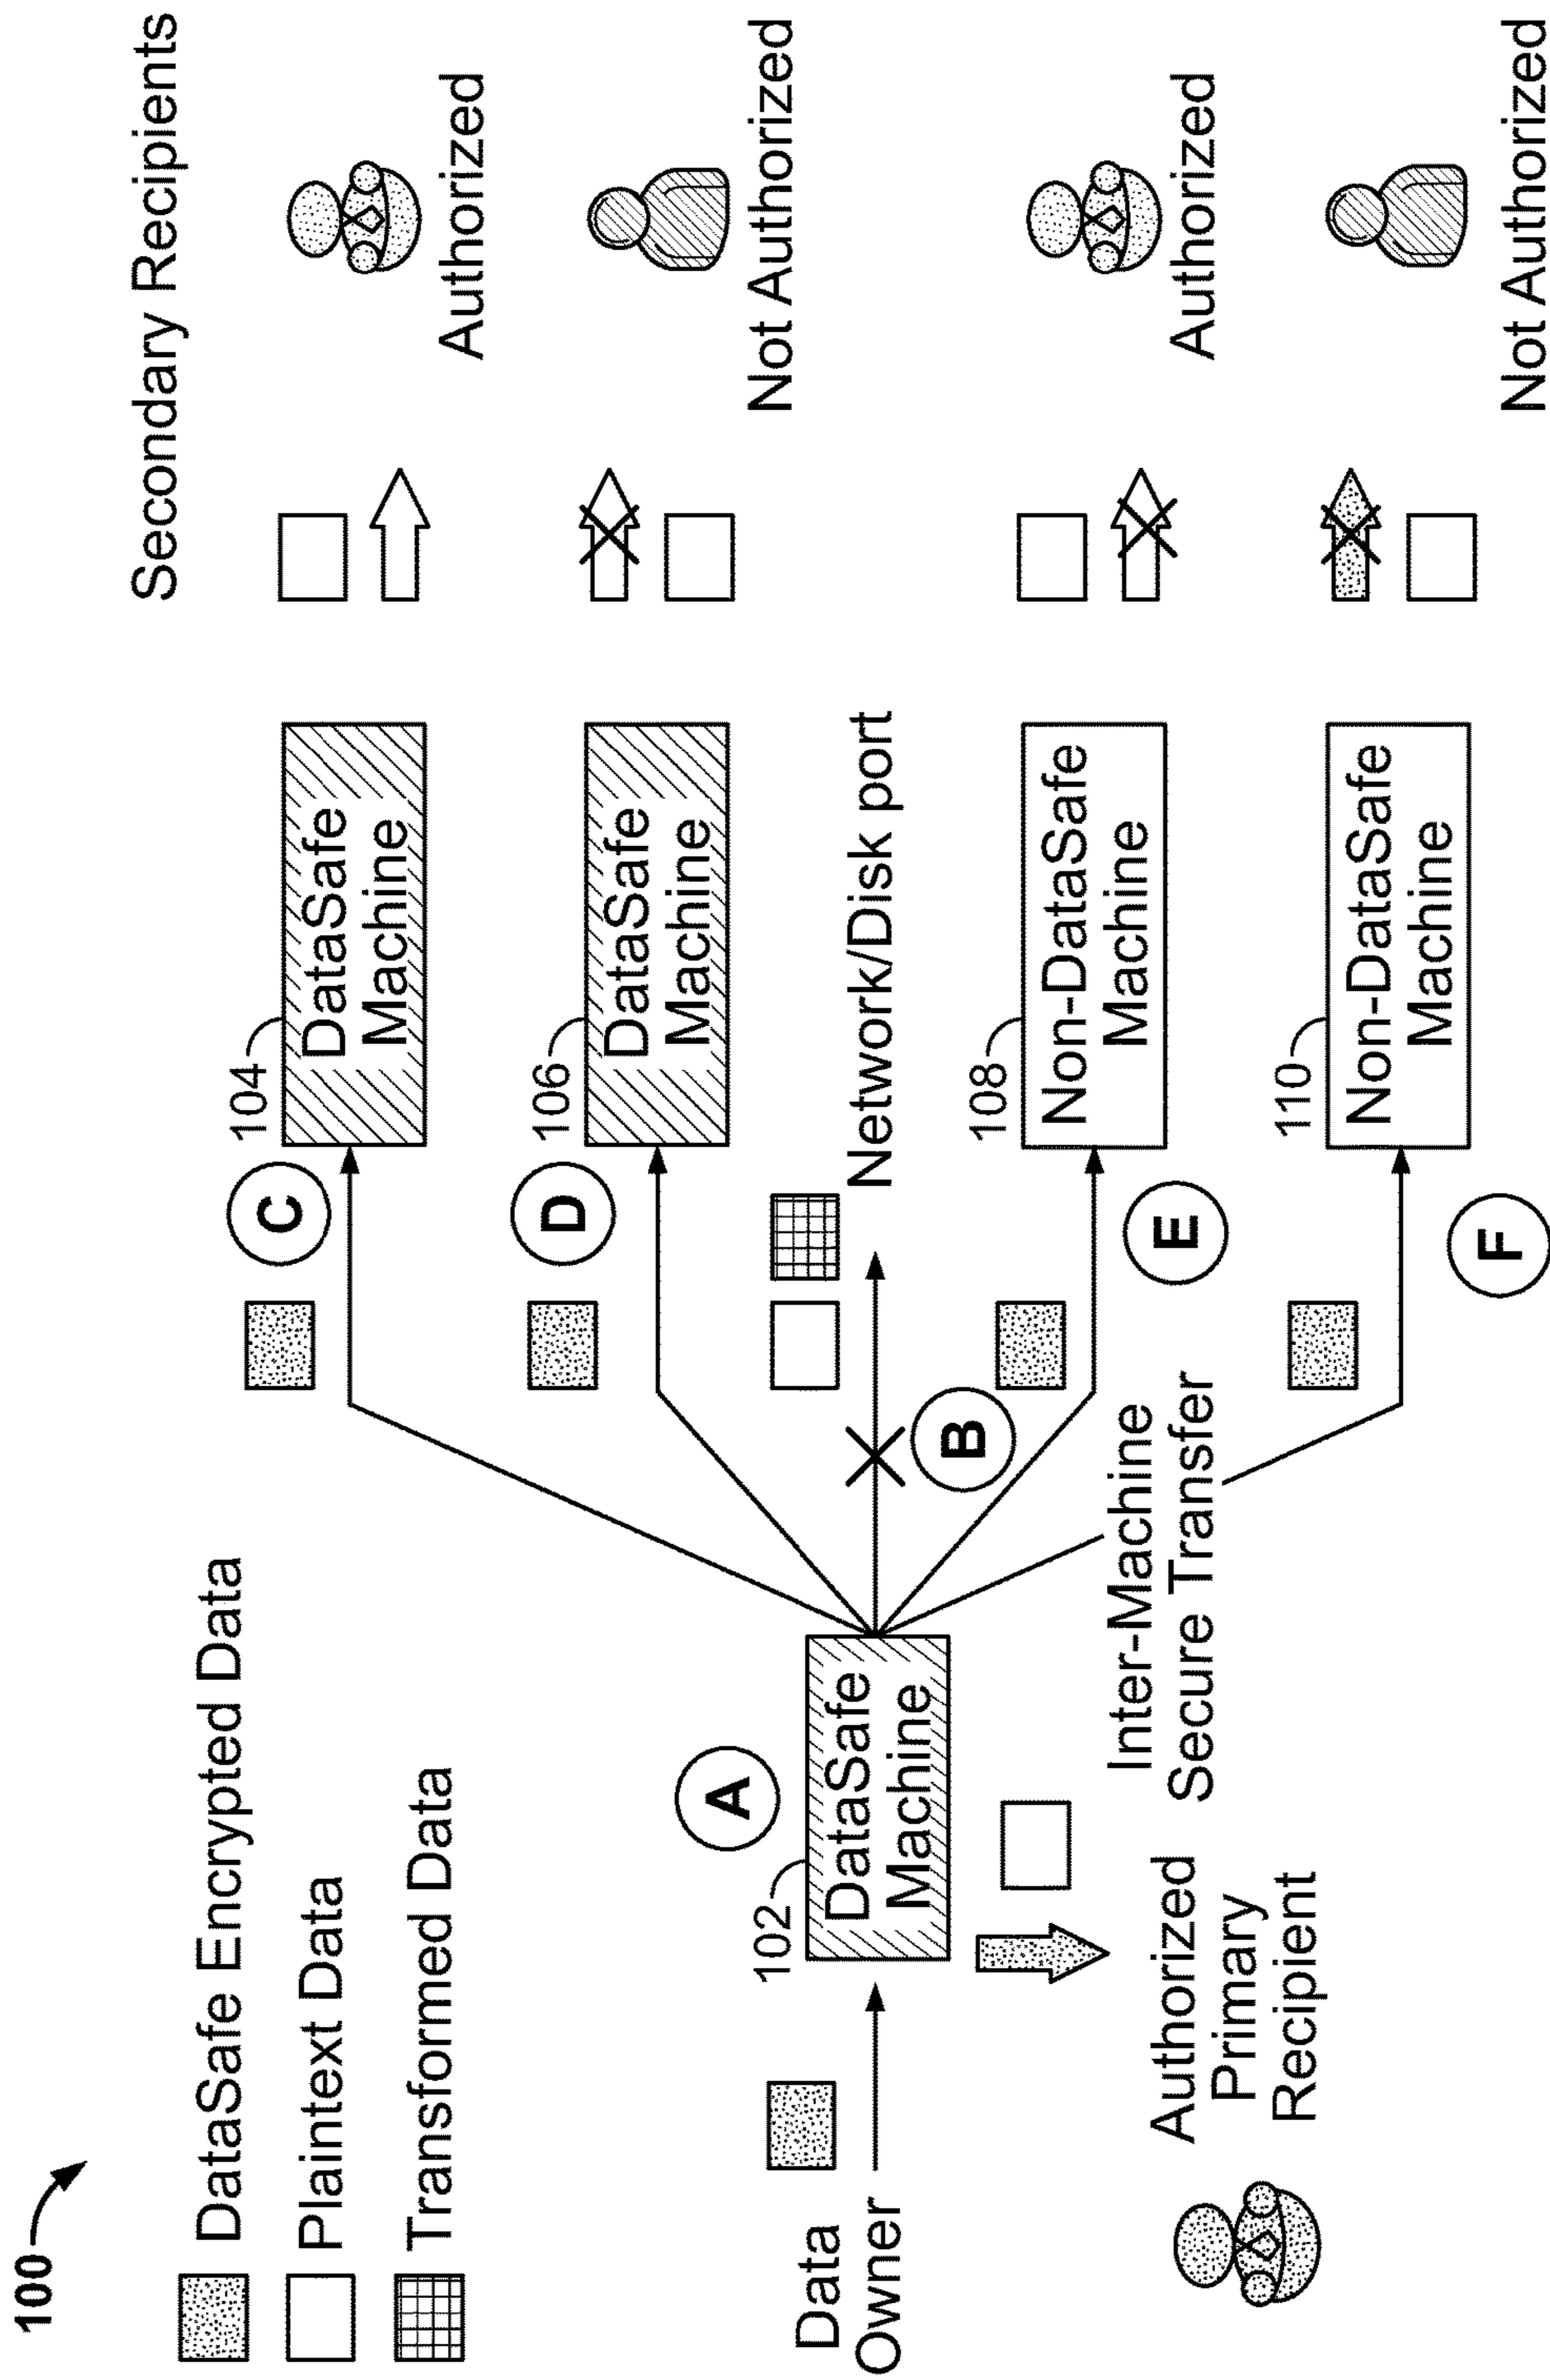 100
DataSafe Encrypted Data
Plaintext Data
Transformed Data
Secondary Recipients
C
104
DataSafe
Machine
Authorized
D
106
DataSafe
Machine
Not Authorized
A
102
DataSafe
Machine
Data
Owner
B
Network/Disk port
Authorized
Primary
Recipient
Inter-Machine
Secure Transfer
E
108
Non-DataSafe
Machine
Authorized
F
110
Non-DataSafe
Machine
Not Authorized